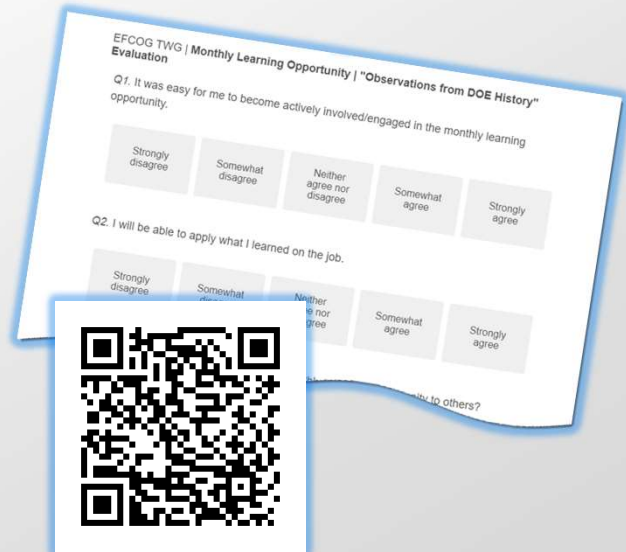 EFCOG TWG | Monthly Learning Opportunity | "Observations from DOE History"
Evaluation
Q1. It was easy for me to become actively involved/engaged in the monthly learning
opportunity.
Strongly
disagree
Somewhat
disagree
Neither
agree nor
disagree
Somewhat
agree
Strongly
agree
Q2. I will be able to apply what I learned on the job.
Strongly
disagree
Somewhat
Neither
nor
Somewhat
agree
Strongly
agree
to others?